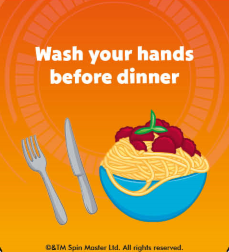 Wash your hands
before dinner
©&TM Spin Master Ltd. All rights reserved.